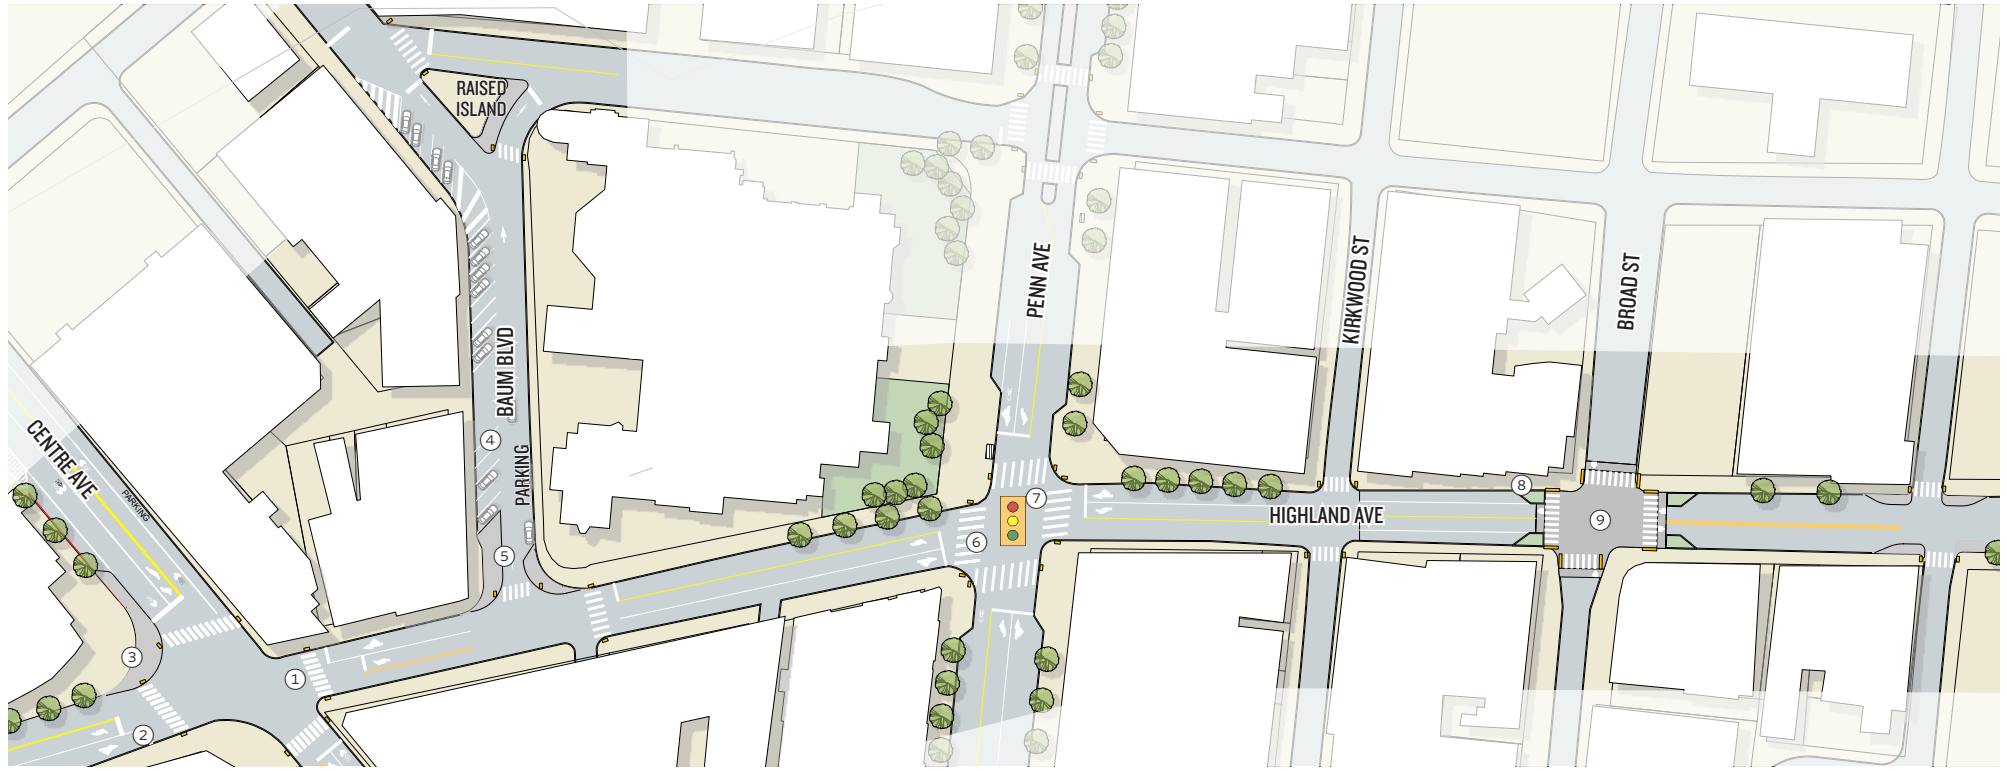 RAISED
ISLAND
PENN AVE
KIRKWOOD ST
BROAD ST
BAUM BLVD
CENTRE AVE
PARKING
4
PARKING
8
7
HIGHLAND AVE
9
6
5
3
1
2